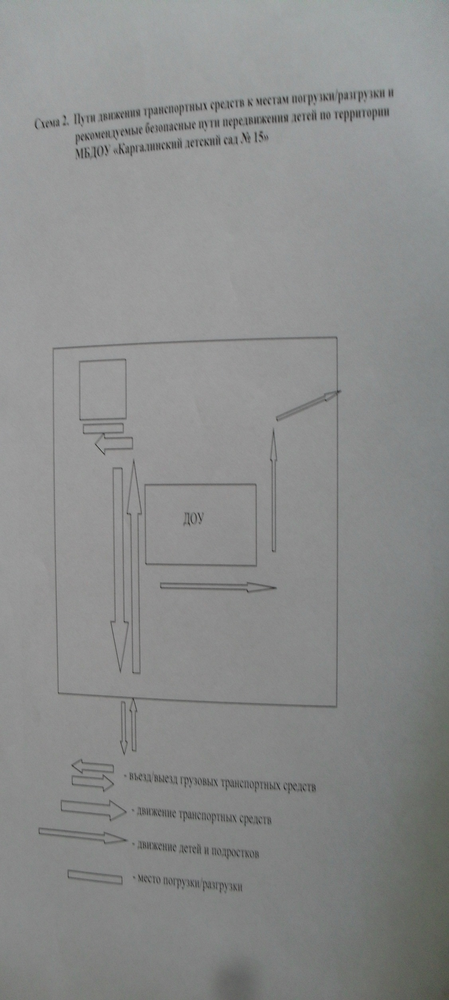 Схема 2. Пути движения транспортных средств к местам погрузки/разгрузки и
рекомендуемые безопасные пути передвижения детей по территории
МБДОУ «Каргалинский детский сад № 15»
ДОУ
- въезд/выезд грузовых транспортных средств
- движение транспортных средств
- движение детей и подростков
- место погрузки/разгрузки